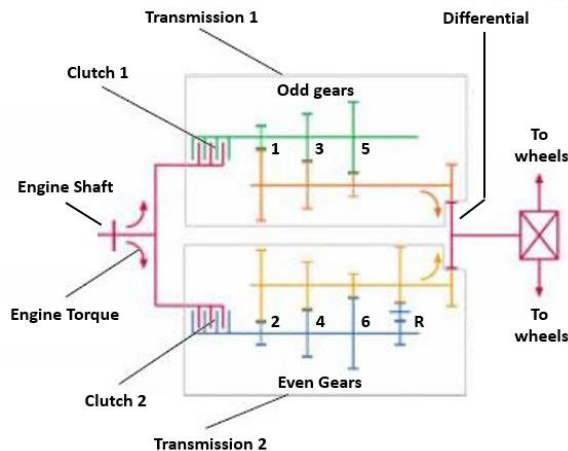 Transmission 1
Differential
Clutch 1
Odd gears
1 3 5
To
wheels
Engine Shaft
Engine Torque
2 4 6 R
To
wheels
Even Gears
Clutch 2
Transmission 2